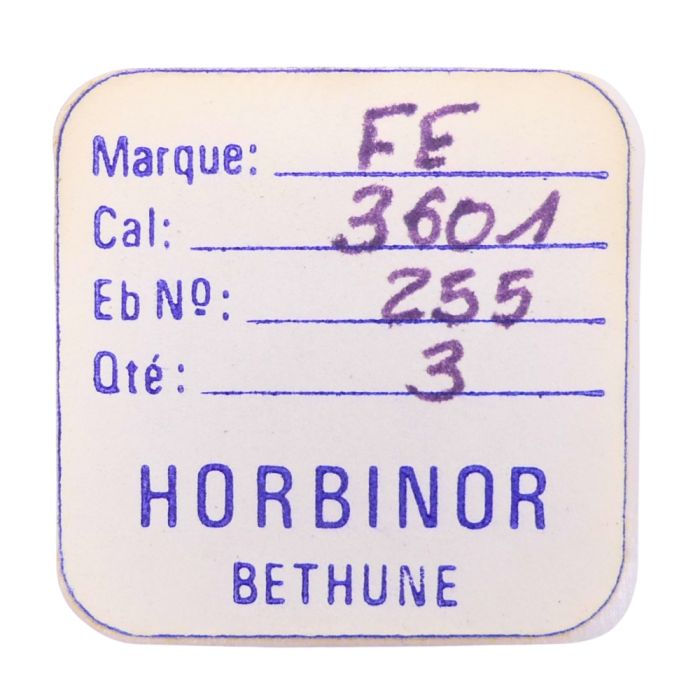 Marque: FE
Cal: 3601
Eb Nº: 255
Qté: 3
HORBINOR
BETHUNE